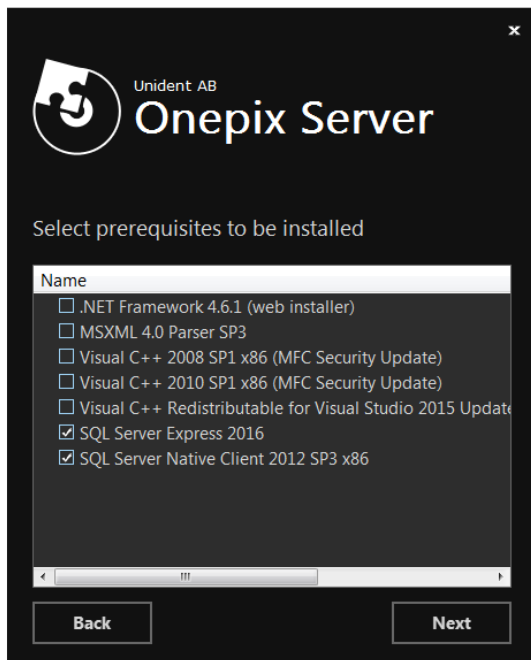 Unident AB
Onepix Server
Select prerequisites to be installed
Name
.NET Framework 4.6.1 (web installer)
MSXML 4.0 Parser SP3
Visual C++ 2008 SP1 x86 (MFC Security Update)
Visual C++ 2010 SP1 x86 (MFC Security Update)
Visual C++ Redistributable for Visual Studio 2015 Update
SQL Server Express 2016
SQL Server Native Client 2012 SP3 x86
Back
Next